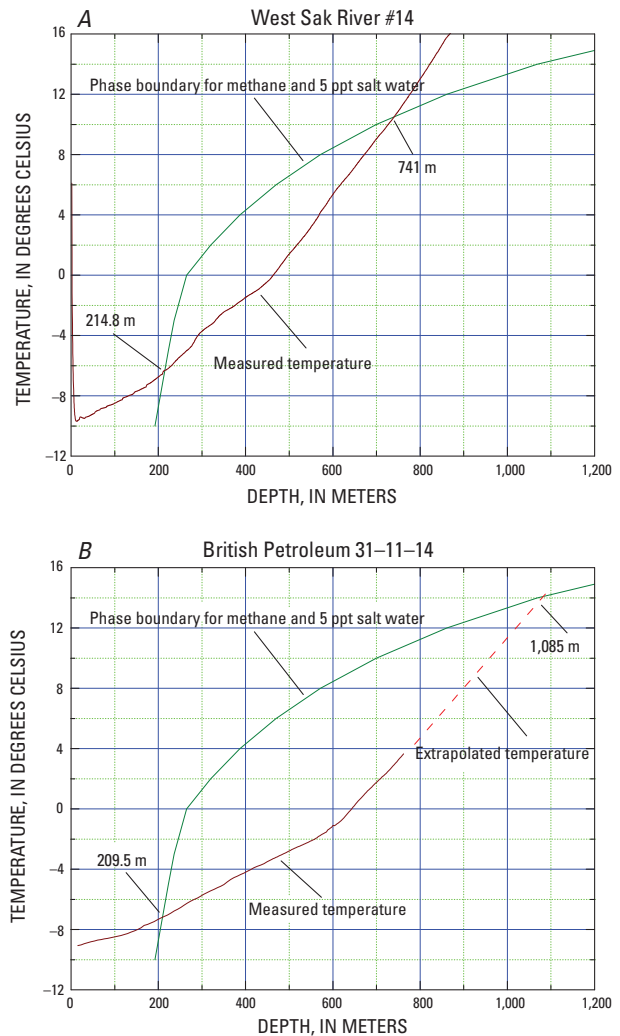 A
West Sak River #14
TEMPERATURE, IN DEGREES CELSIUS
16
12
8
4
0
–4
–8
–12
Phase boundary for methane and 5 ppt salt water
741 m
214.8 m
Measured temperature
0
200
400
600
800
1,000
1,200
DEPTH, IN METERS
B
British Petroleum 31–11–14
TEMPERATURE, IN DEGREES CELSIUS
16
12
8
4
0
–4
–8
–12
Phase boundary for methane and 5 ppt salt water
1,085 m
Extrapolated temperature
209.5 m
Measured temperature
0
200
400
600
800
1,000
1,200
DEPTH, IN METERS